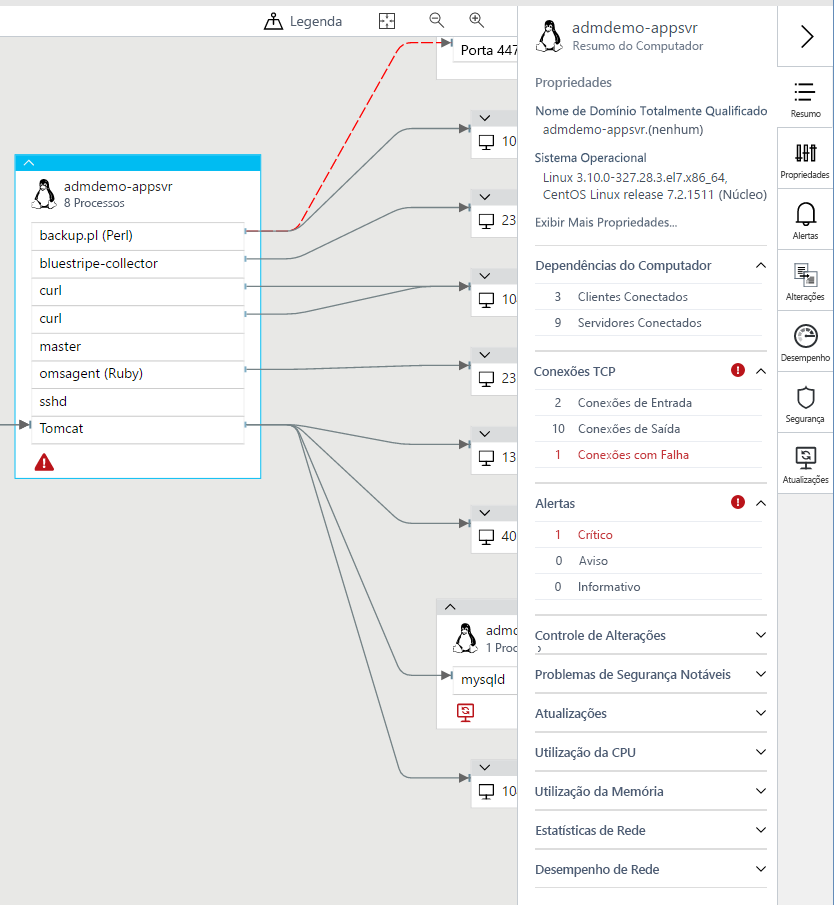 Legenda
Porta 447
10
23
10
23
13
40
admdemo-appsvr
8 Processos
backup.pl (Perl)
bluestripe-collector
curl
curl
master
omsagent (Ruby)
sshd
Tomcat
1 Proc
mysqld
10
admdemo-appsvr
Resumo do Computador
Propriedades
Nome de Domínio Totalmente Qualificado
admdemo-appsvr.(nenhum)
Sistema Operacional
Linux 3.10.0-327.28.3.el7.x86_64,
CentOS Linux release 7.2.1511 (Núcleo)
Exibir Mais Propriedades...
Dependências do Computador
3 Clientes Conectados
9 Servidores Conectados
Conexões TCP
2 Conexões de Entrada
10 Conexões de Saída
1 Conexões com Falha
Alertas
1 Crítico
0 Aviso
0 Informativo
Controle de Alterações
Problemas de Segurança Notáveis
Atualizações
Utilização da CPU
Utilização da Memória
Estatísticas de Rede
Desempenho de Rede
Resumo
Propriedades
Alertas
Alterações
Desempenho
Segurança
Atualizações